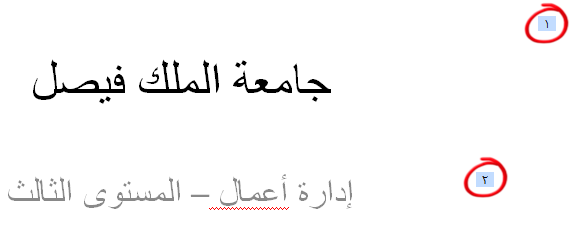 ١
جامعة الملك فيصل
٢
إدارة أعمال – المستوى الثالث